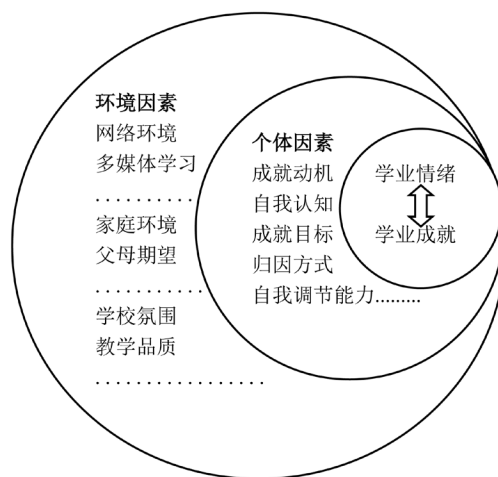 环境因素
网络环境
多媒体学习
..........
家庭环境
父母期望
..........
学校氛围
教学品质
.................
个体因素
成就动机
自我认知
成就目标
归因方式
自我调节能力.........
学业情绪
学业成就